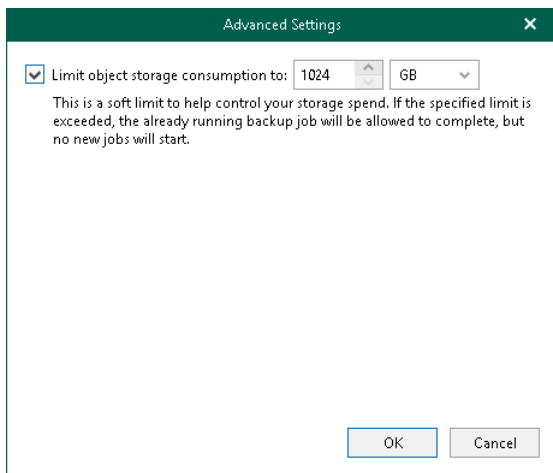 Advanced Settings
Limit object storage consumption to: 1024 GB
This is a soft limit to help control your storage spend. If the specified limit is
exceeded, the already running backup job will be allowed to complete, but
no new jobs will start.
OK Cancel